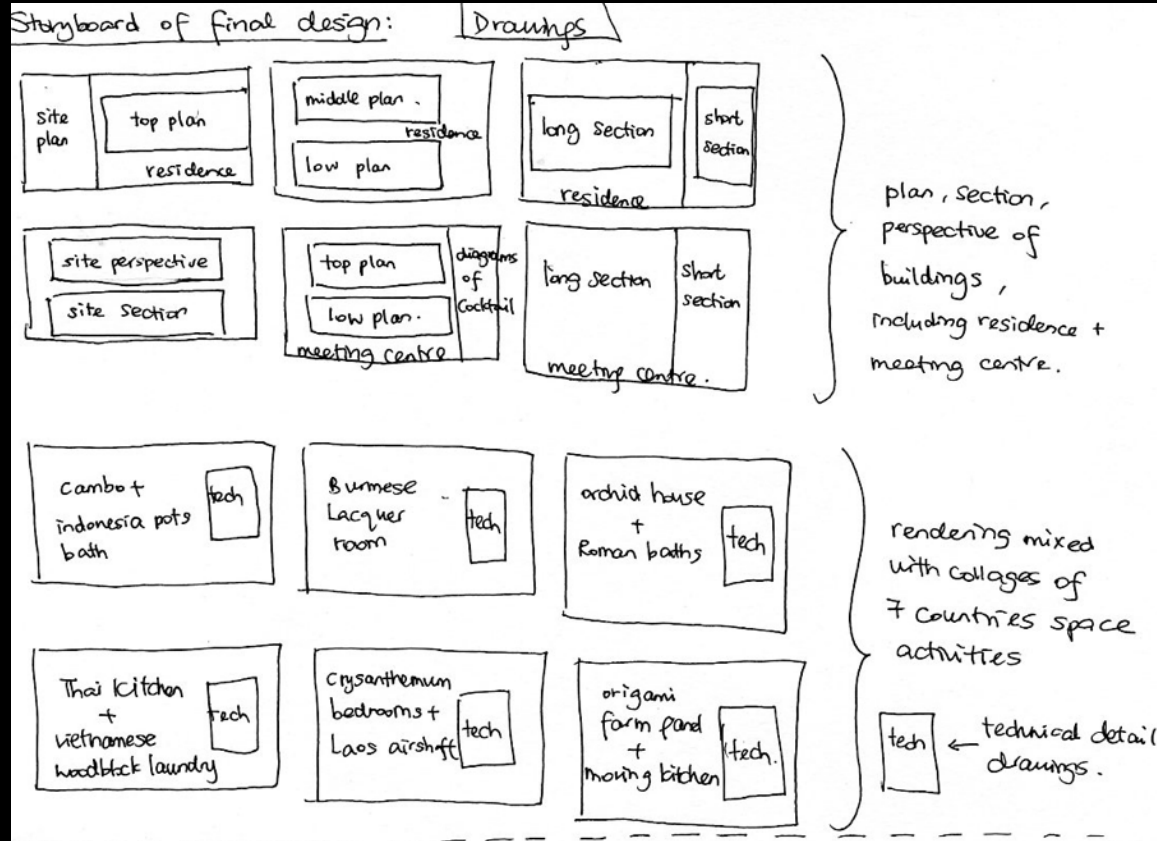 Storyboard of final design:
Drawings
site
plan
top plan
residence
middle plan.
residence
low plan
long section
residence
short
section
site perspective
site section
top plan
low plan.
meeting centre
diagrams
of
Cocktail
long section
meeting centre.
short
section
plan, section,
perspective of
buildings,
including residence +
meeting centre.
Cambo +
indonesia pots
bath
tech
Burmese
Lacquer
room
tech
orchid house
+
Roman baths
tech
rendering mixed
with collages of
7 countries space
activities
Thai kitchen
+
vietnamese
woodblock laundry
tech
Crysanthemum
bedrooms +
Laos airshaft
tech
origami
farm pand
+
moving kitchen
tech.
tech
← technical detail
drawings.